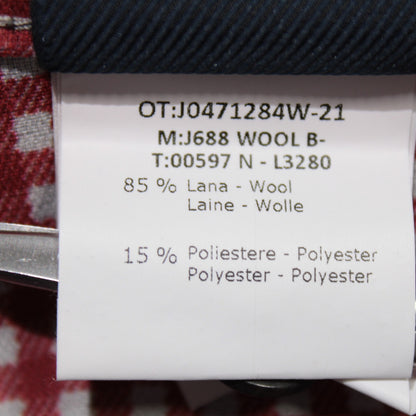 OT:J0471284W-21
M:J688 WOOL B-
T:00597 N - L3280
85 % Lana - Wool
Laine - Wolle
15 % Poliestere - Polyester
Polyester - Polyester